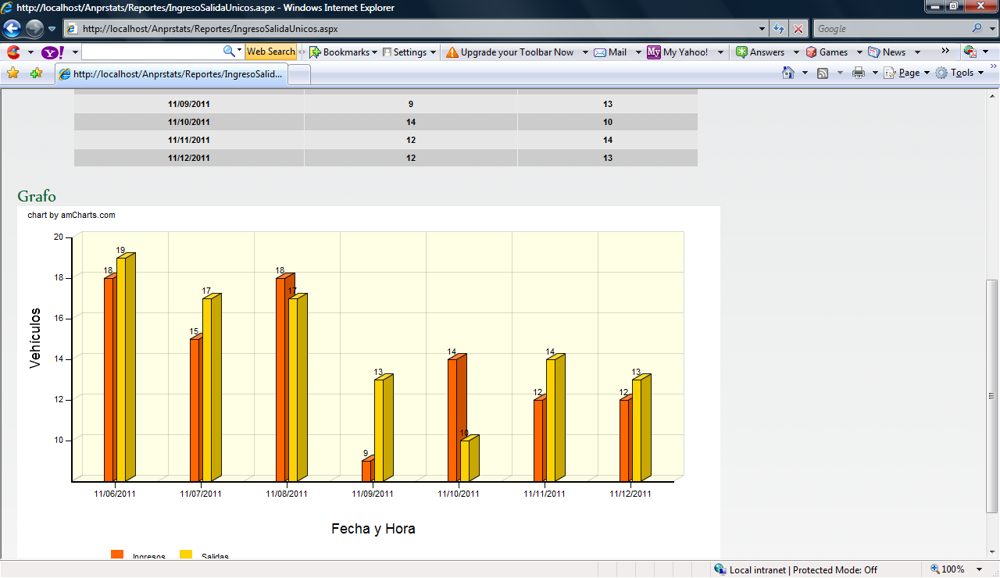 http://localhost/Anprstats/Reportes/IngresoSalidaUnicos.aspx - Windows Internet Explorer
http://localhost/Anprstats/Reportes/IngresoSalidaUnicos.aspx
Google
Web Search Bookmarks Settings Upgrade your Toolbar Now Mail My Yahoo! Answers Games News
http://localhost/Anprstats/Reportes/IngresoSalid...
Page Tools
11/09/2011 9 13
11/10/2011 14 10
11/11/2011 12 14
11/12/2011 12 13
Grafo
chart by amCharts.com
Vehículos
20
18
16
14
12
10
18 19
15 17
18 17
9 13
14 10
12 14
12 13
11/06/2011 11/07/2011 11/08/2011 11/09/2011 11/10/2011 11/11/2011 11/12/2011
Fecha y Hora
Ingresos Salidas
Local intranet | Protected Mode: Off
100%